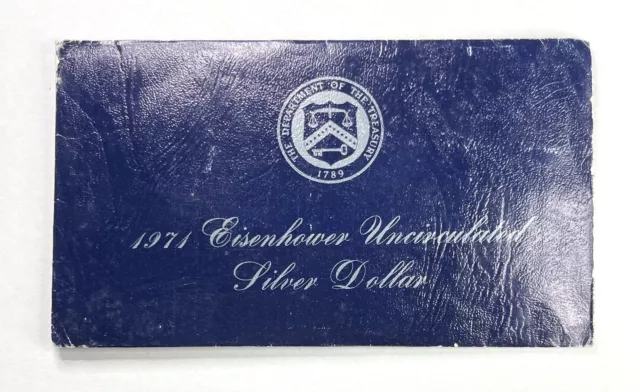 THE DEPARTMENT OF THE TREASURY
1789
1971 Eisenhower Uncirculated
Silver Dollar